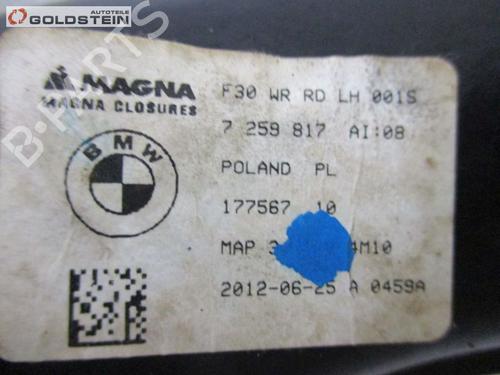 AUTOTEILE
GOLDSTEIN
B-PARTS
MAGNA
MAGNA CLOSURES
BMW
F30 WR RD LH 001S
7 259 817 AI:08
POLAND PL
177567 10
MAP 3 4M10
2012-06-25 A 0459A